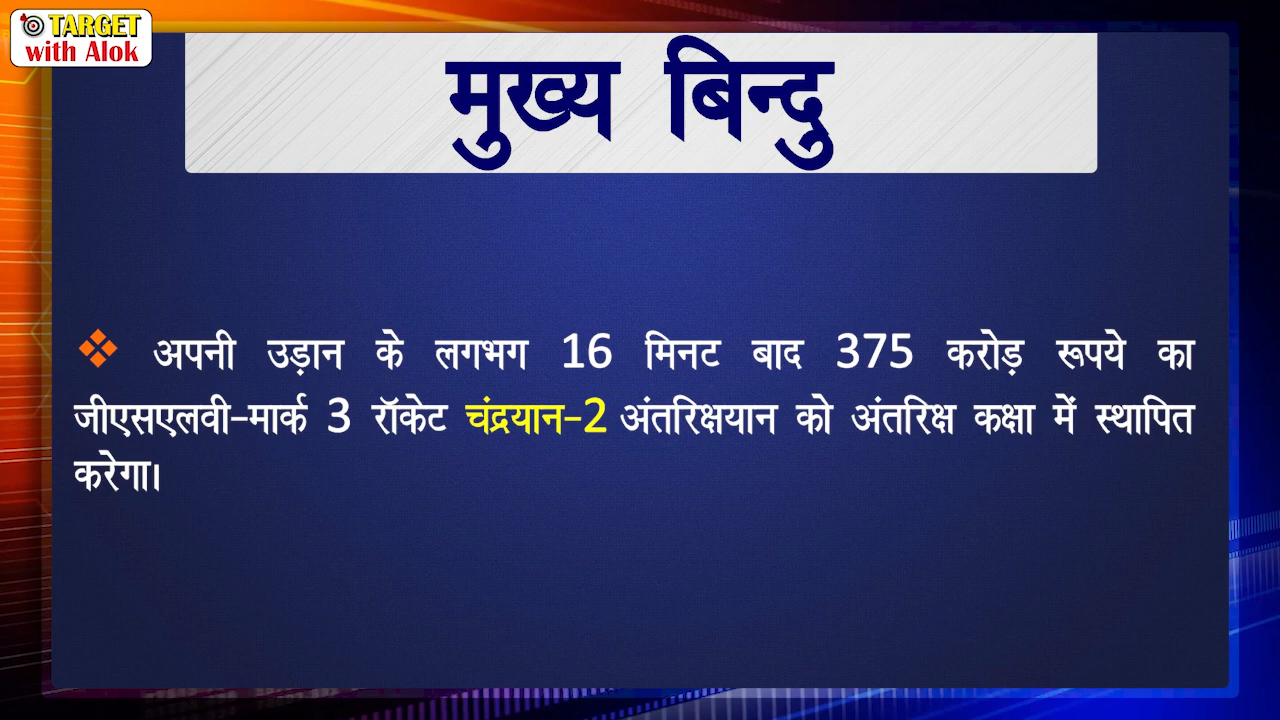 TARGET
with Alok
मुख्य बिन्दु
❖ अपनी उड़ान के लगभग 16 मिनट बाद 375 करोड़ रूपये का
जीएसएलवी-मार्क 3 रॉकेट चंद्रयान-2 अंतरिक्षयान को अंतरिक्ष कक्षा में स्थापित
करेगा।